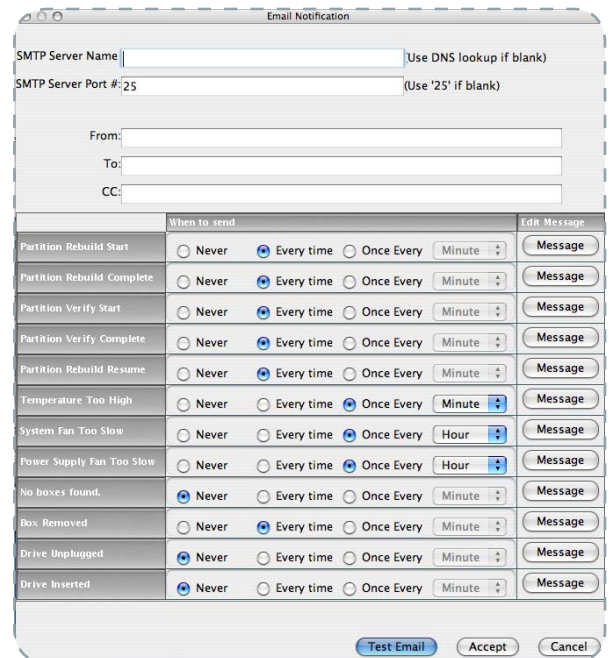 Email Notification
SMTP Server Name (Use DNS lookup if blank)
SMTP Server Port #: 25 (Use '25' if blank)
From:
To:
CC:
When to send Edit Message
Partition Rebuild Start Never Every time Once Every Minute Message
Partition Rebuild Complete Never Every time Once Every Minute Message
Partition Verify Start Never Every time Once Every Minute Message
Partition Verify Complete Never Every time Once Every Minute Message
Partition Rebuild Resume Never Every time Once Every Minute Message
Temperature Too High Never Every time Once Every Minute Message
System Fan Too Slow Never Every time Once Every Hour Message
Power Supply Fan Too Slow Never Every time Once Every Hour Message
No boxes found. Never Every time Once Every Minute Message
Box Removed Never Every time Once Every Minute Message
Drive Unplugged Never Every time Once Every Minute Message
Drive Inserted Never Every time Once Every Minute Message
Test Email Accept Cancel